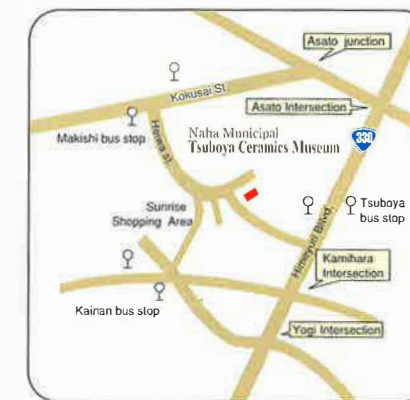 Asato junction
Kokusai St.
Asato Intersection
Makishi bus stop
Heiwa st.
Naha Municipal
Tsuboya Ceramics Museum
330
Sunrise
Shopping Area
Tsuboya
bus stop
Himeyuri Blvd.
Kamihara
Intersection
Kainan bus stop
Yogi Intersection